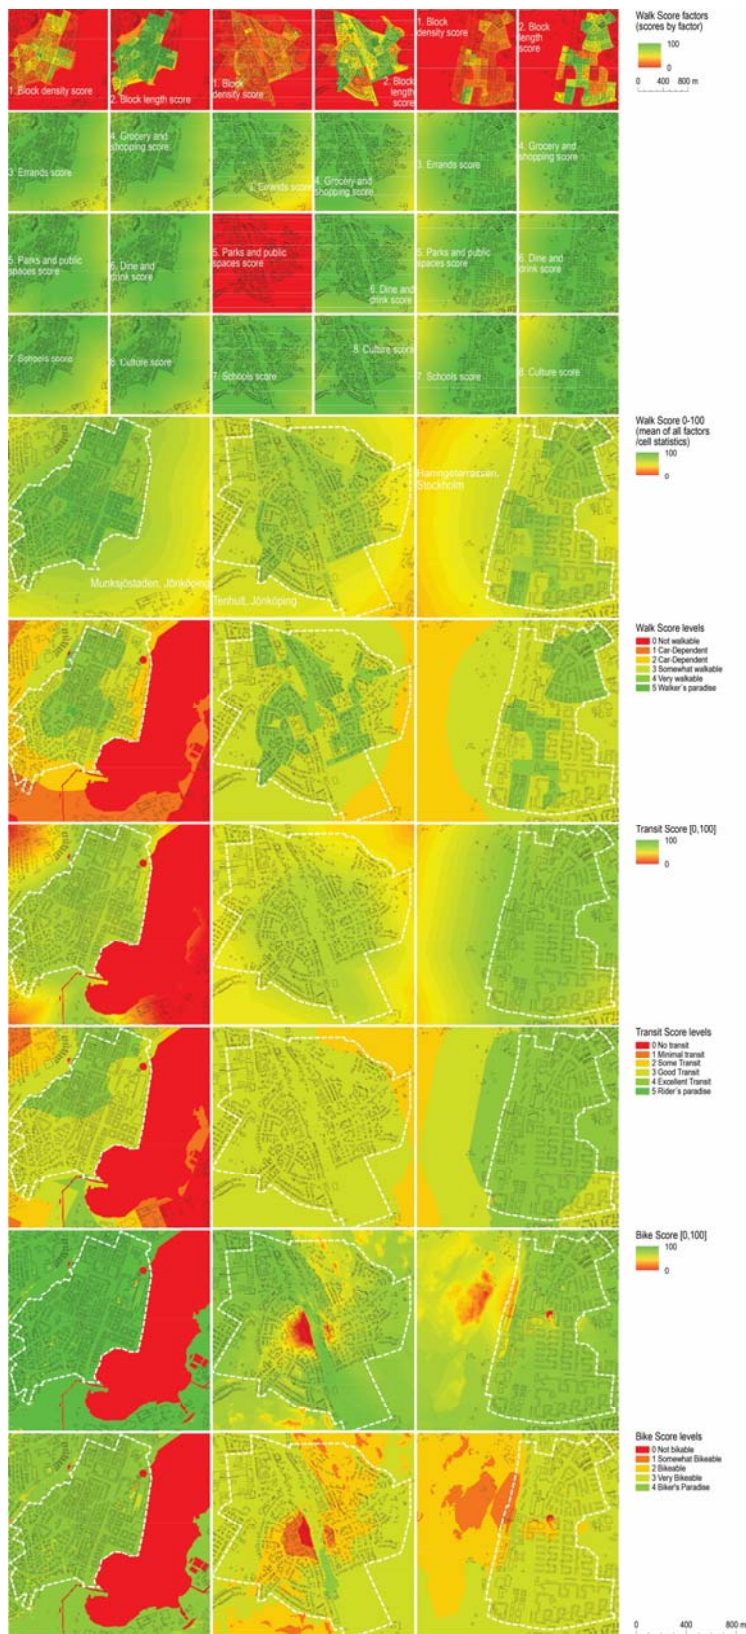 Walk Score factors
(scores by factor)
100
0
0 400 800 m
1. Block density score
2. Block length score
1. Block
density score
2. Block
length
score
1. Block
density score
2. Block
length
score
3. Errands score
4. Grocery and
shopping score
3. Errands score
4. Grocery and
shopping score
3. Errands score
4. Grocery and
shopping score
5. Parks and public
spaces score
6. Dine and
drink score
5. Parks and public
spaces score
6. Dine and
drink score
5. Parks and public
spaces score
6. Dine and
drink score
7. Schools score
8. Culture score
7. Schools score
8. Culture score
7. Schools score
8. Culture score
Walk Score 0-100
(mean of all factors
/cell statistics)
100
0
Munksjöstaden, Jönköping
Tenhult, Jönköping
Haningeterrassen,
Stockholm
Walk Score levels
0 Not walkable
1 Car-Dependent
2 Car-Dependent
3 Somewhat walkable
4 Very walkable
5 Walker´s paradise
Transit Score [0,100]
100
0
Transit Score levels
0 No transit
1 Minimal transit
2 Some Transit
3 Good Transit
4 Excellent Transit
5 Rider´s paradise
Bike Score [0,100]
100
0
Bike Score levels
0 Not bikable
1 Somewhat Bikeable
2 Bikeable
3 Very Bikeable
4 Biker's Paradise
0 400 800 m